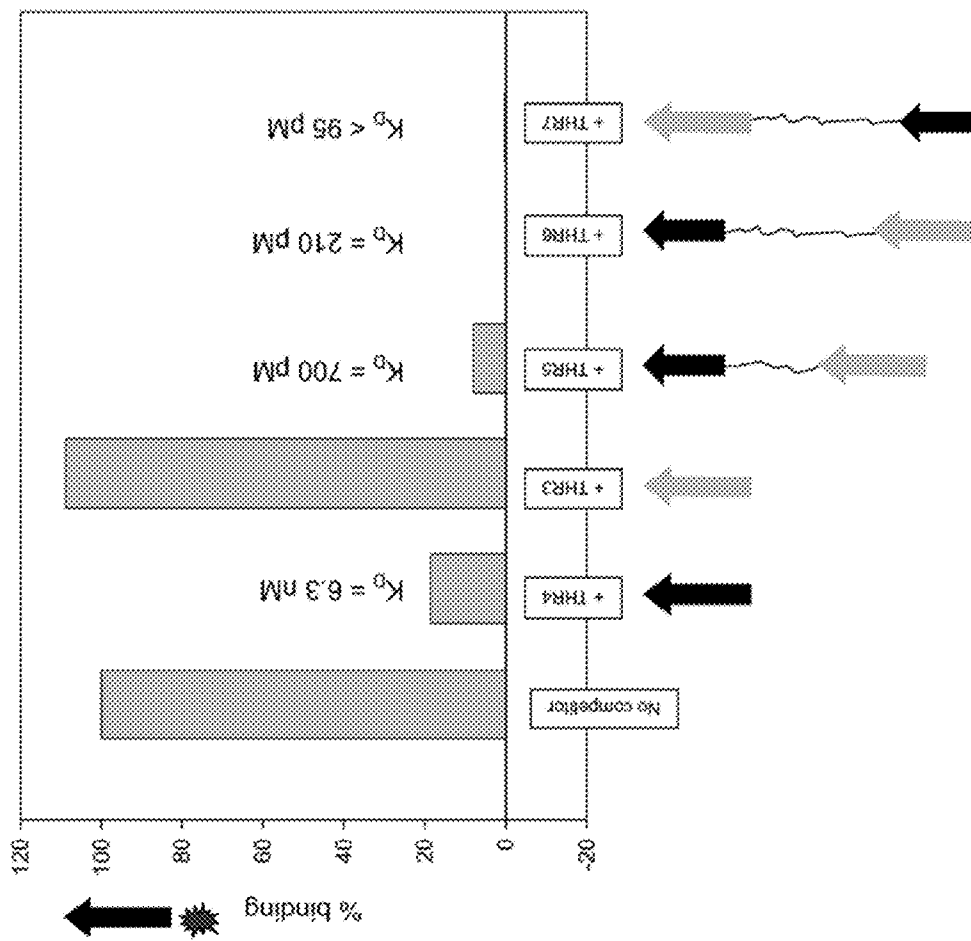 % binding
120
100
80
60
40
20
0
-20
No competitor
+ THR4
+ THR3
+ THR5
+ THR6
+ THR7
K_D = 6.3 nM
K_D = 700 pM
K_D = 210 pM
K_D < 95 pM